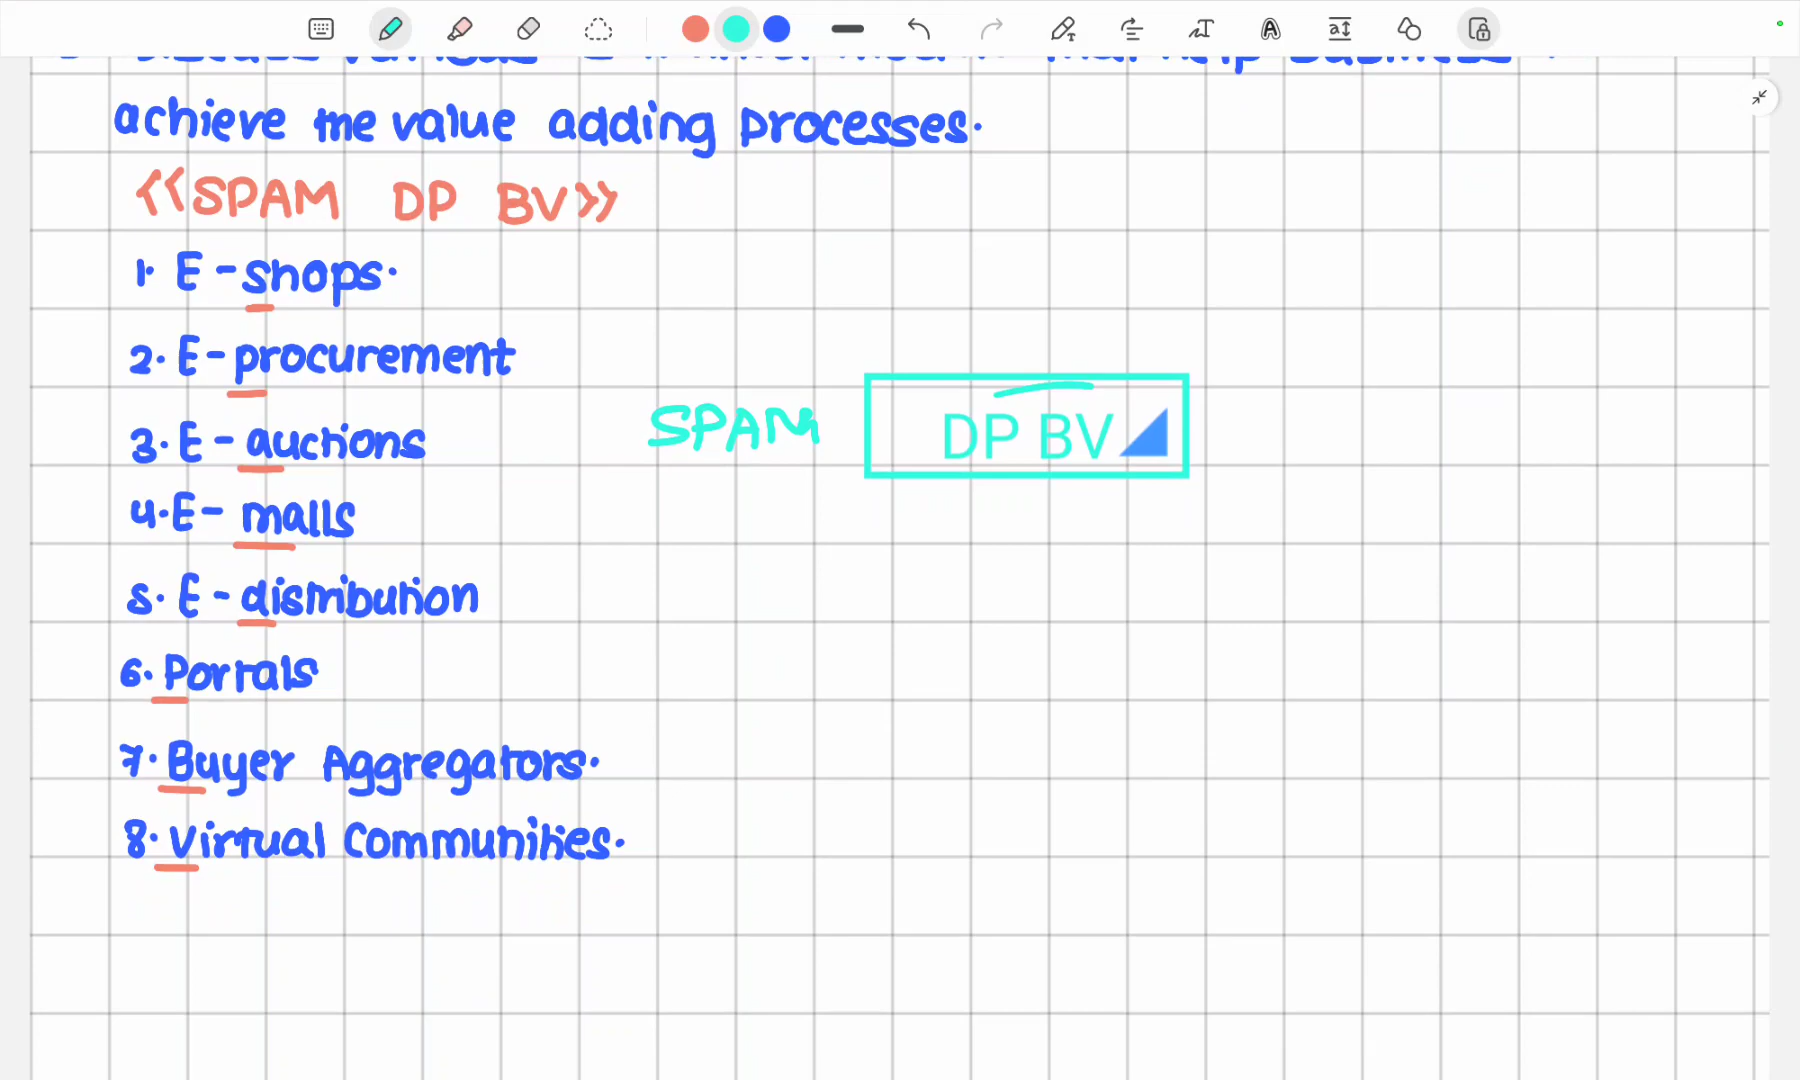 achieve the value adding processes.
<<SPAM DP BV>>
1. E-shops.
2. E-procurement
3. E-auctions
4. E-malls
5. E-distribution
6. Portals
7. Buyer Aggregators.
8. Virtual Communities.
SPAM DP BV